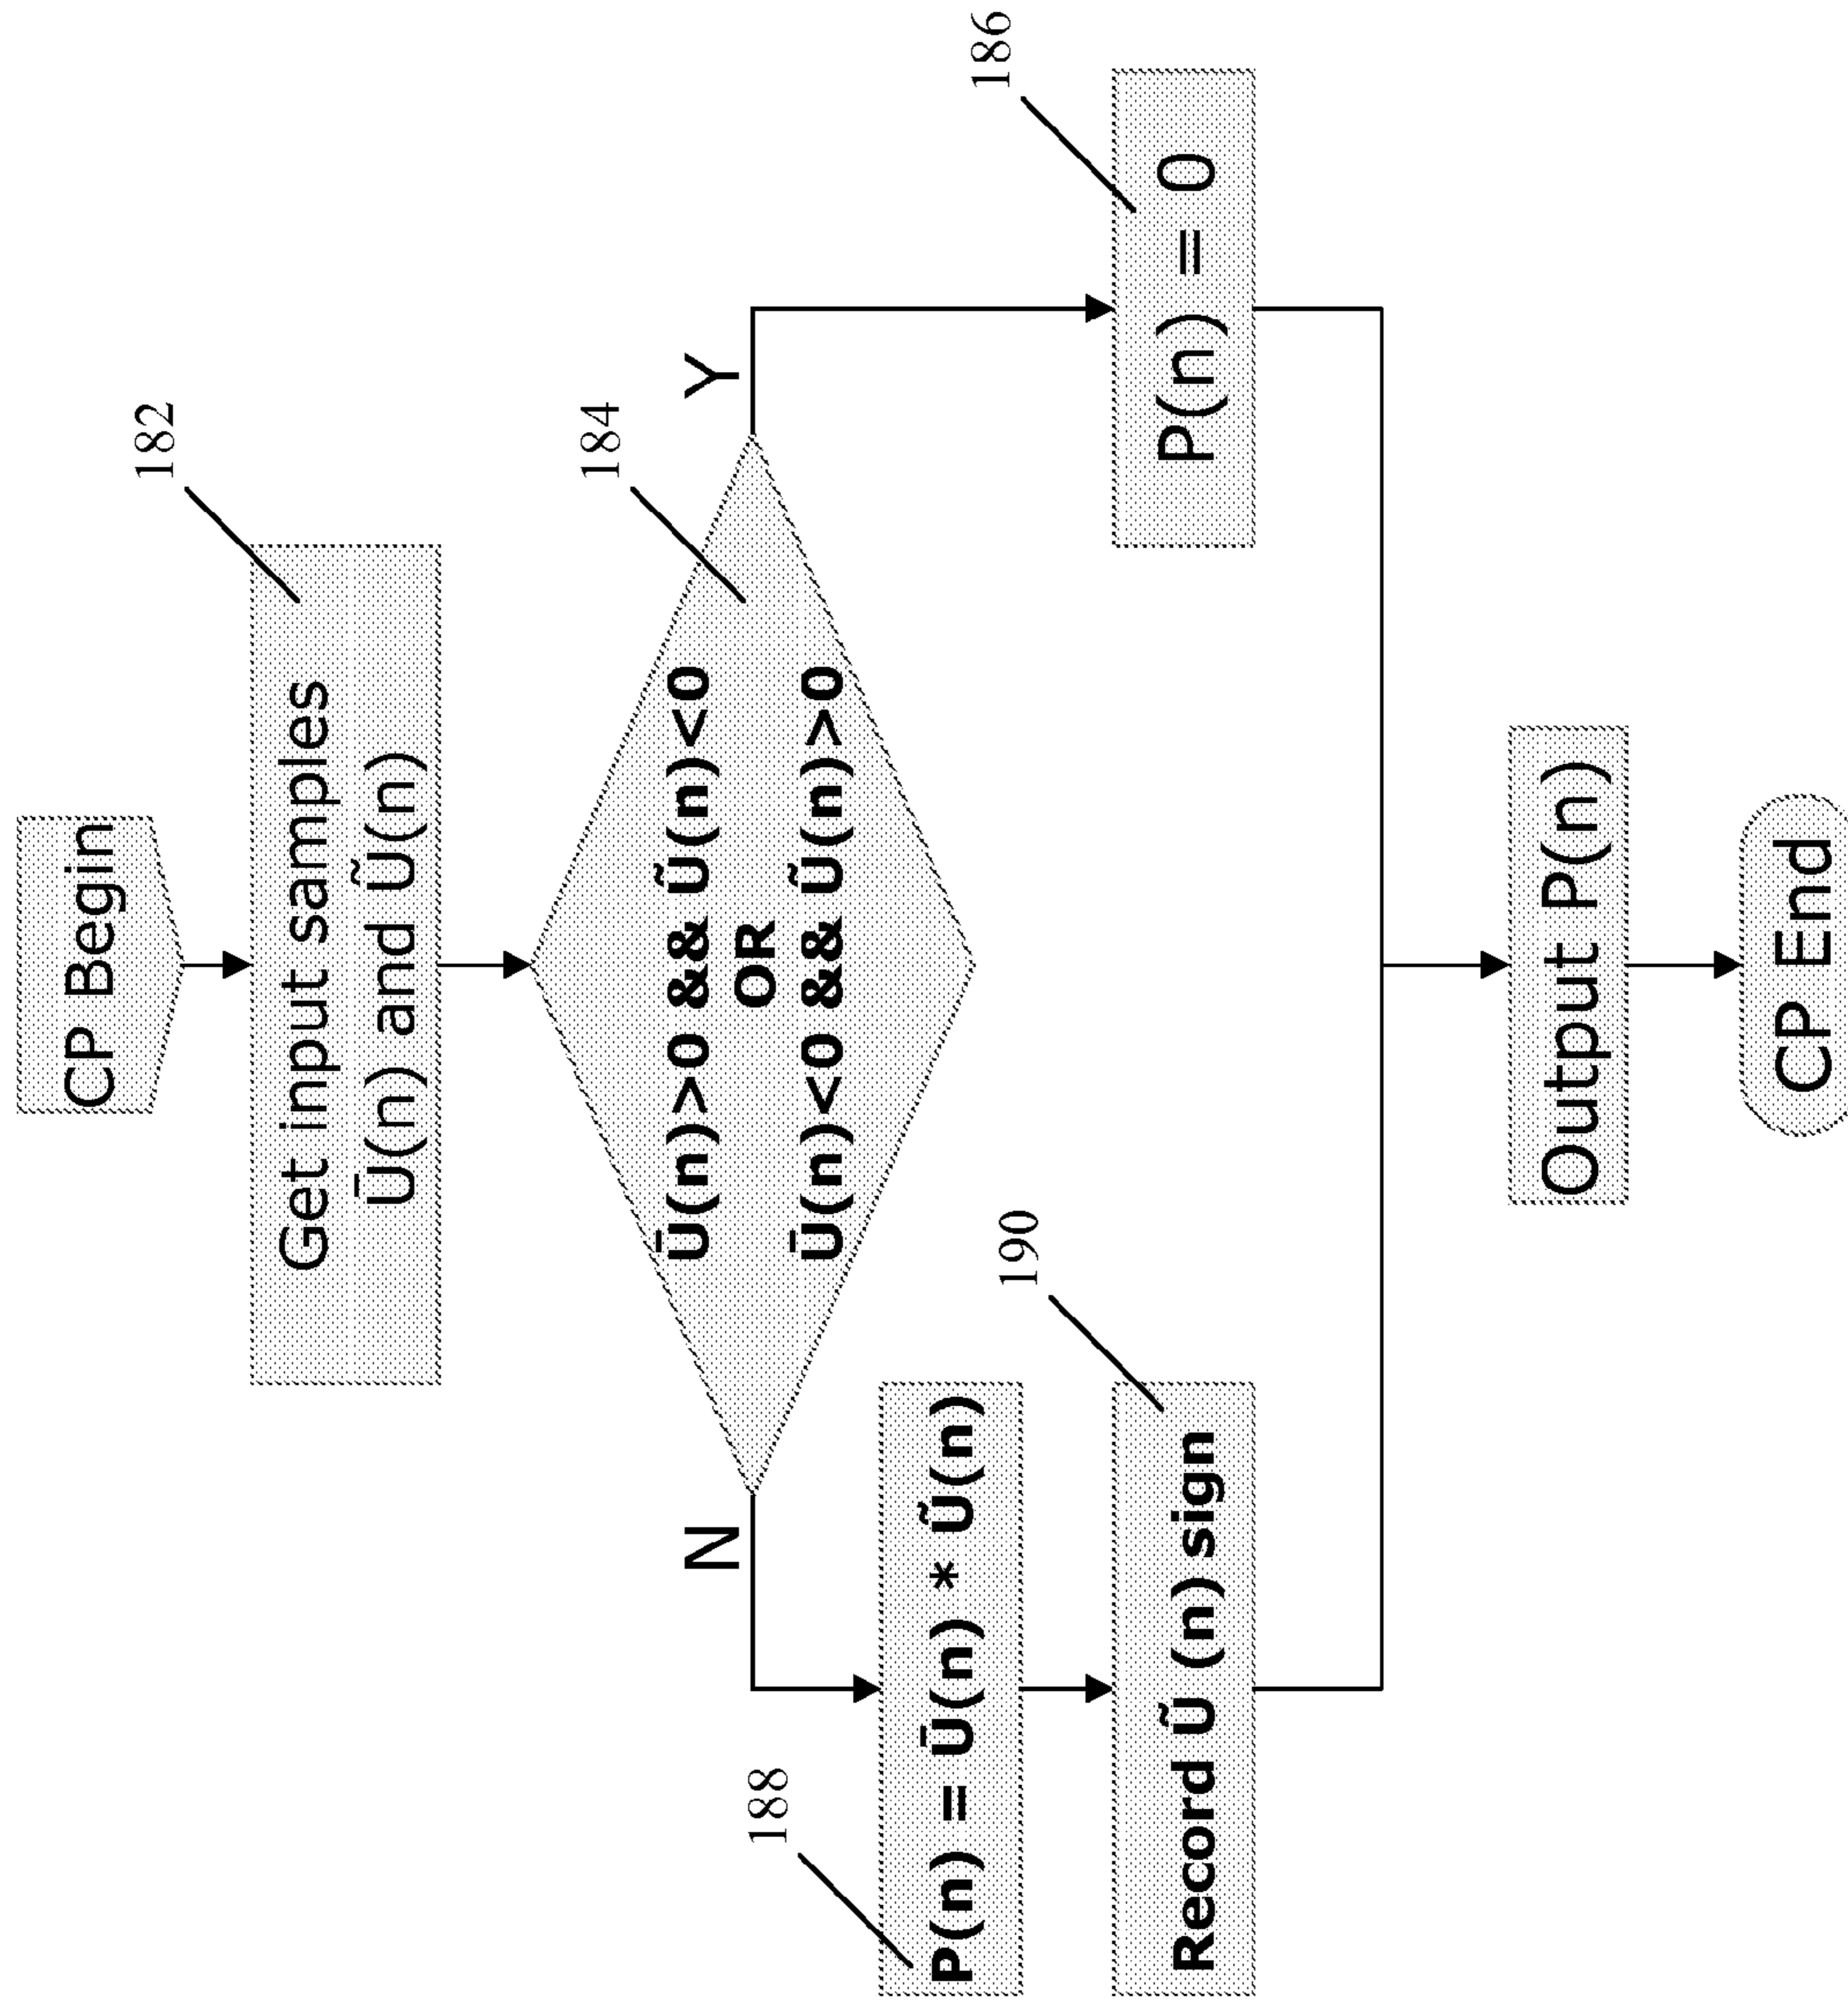 CP Begin
182
Get input samples
Ū(n) and Ũ(n)
184
Ū(n)>0 && Ũ(n)<0
OR
Ū(n)<0 && Ũ(n)>0
N
Y
188
P(n) = Ū(n) * Ũ(n)
190
Record Ũ (n) sign
186
P(n) = 0
Output P(n)
CP End